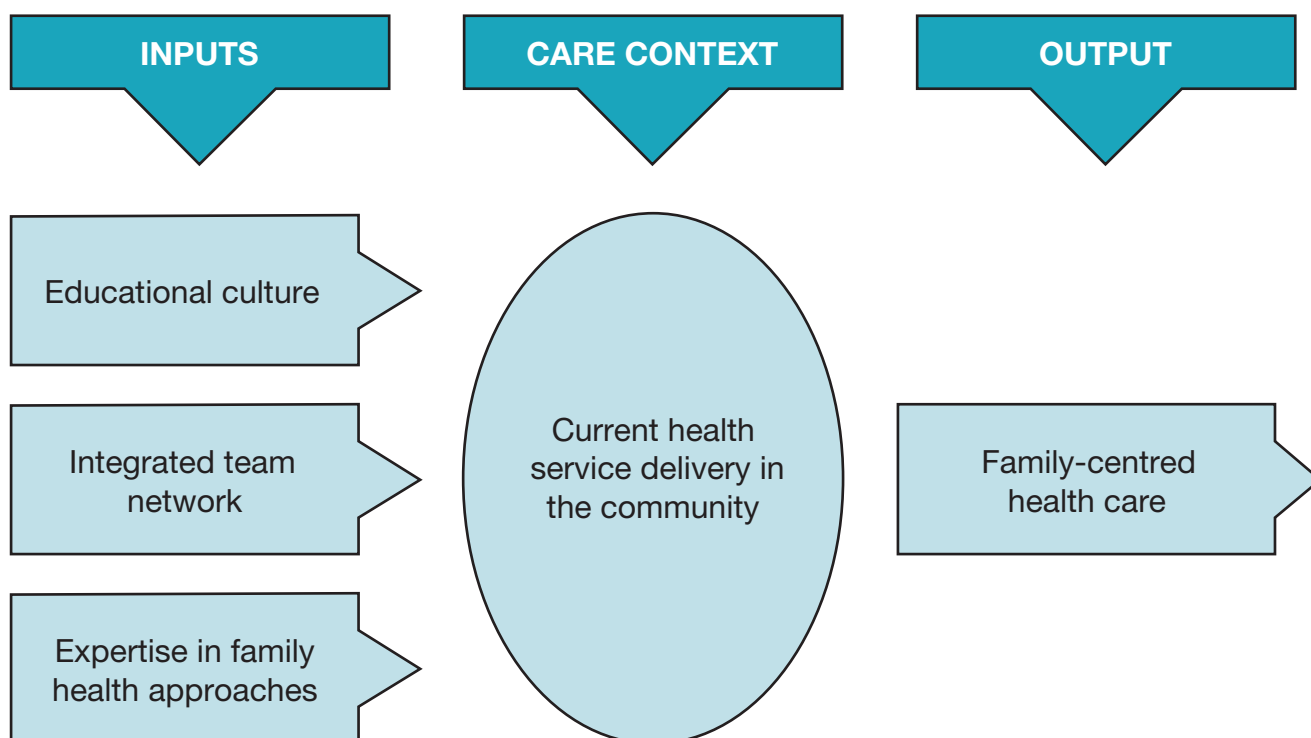 INPUTS
CARE CONTEXT
OUTPUT
Educational culture
Integrated team
network
Expertise in family
health approaches
Current health
service delivery in
the community
Family-centred
health care